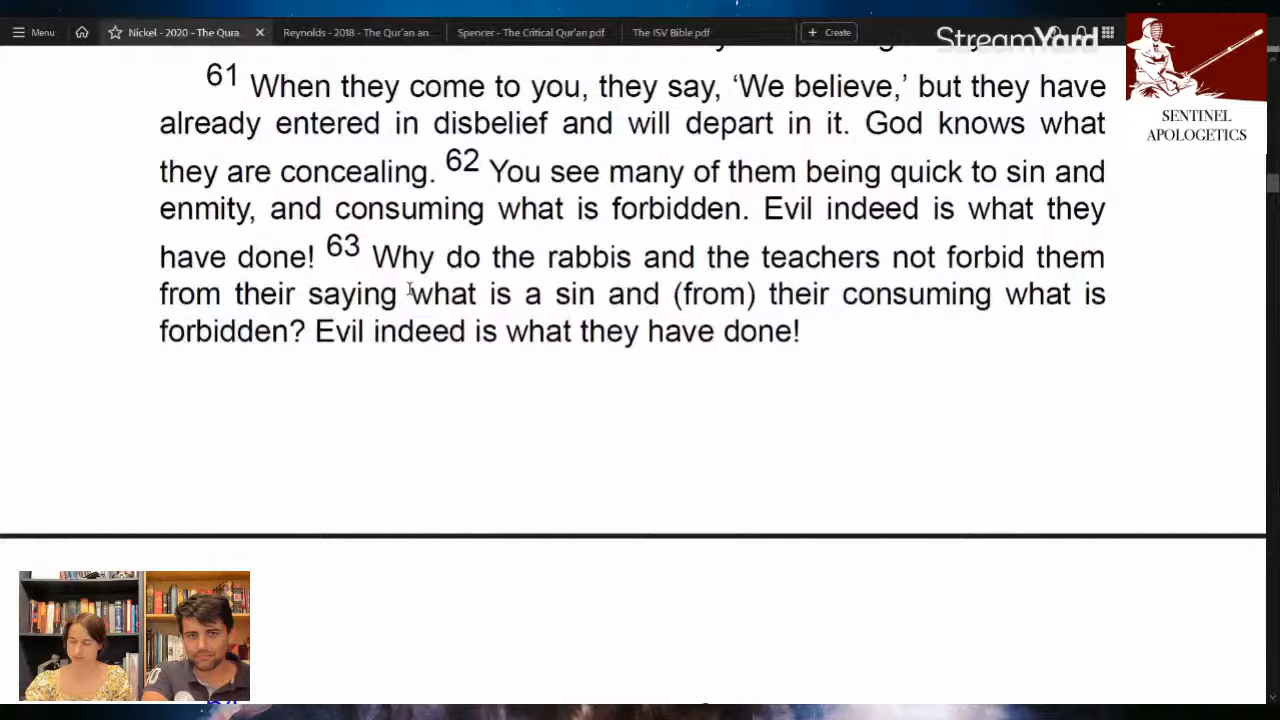 Menu
Nickel - 2020 - The Qura...
Reynolds - 2018 - The Qur'an an...
Spencer - The Critical Qur'an.pdf
The ISV Bible.pdf
+ Create
StreamYard
SENTINEL
APOLOGETICS
61 When they come to you, they say, ‘We believe,’ but they have
already entered in disbelief and will depart in it. God knows what
they are concealing. 62 You see many of them being quick to sin and
enmity, and consuming what is forbidden. Evil indeed is what they
have done! 63 Why do the rabbis and the teachers not forbid them
from their saying what is a sin and (from) their consuming what is
forbidden? Evil indeed is what they have done!